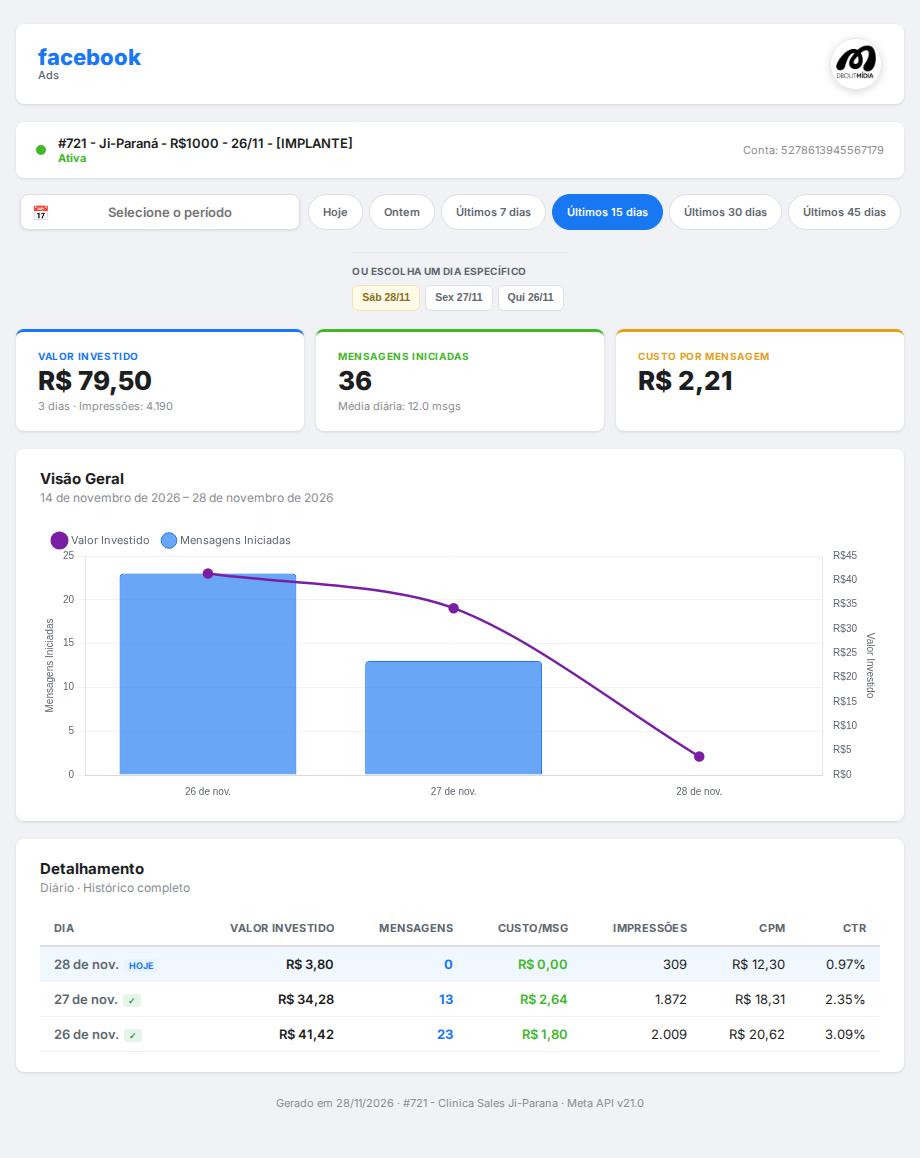 facebook
Ads
DBOUTMÍDIA
#721 - Ji-Paraná - R$1000 - 26/11 - [IMPLANTE]
Ativa
Conta: 5278613945567179
Selecione o período
Hoje
Ontem
Últimos 7 dias
Últimos 15 dias
Últimos 30 dias
Últimos 45 dias
OU ESCOLHA UM DIA ESPECÍFICO
Sáb 28/11
Sex 27/11
Qui 26/11
VALOR INVESTIDO
R$ 79,50
3 dias · Impressões: 4.190
MENSAGENS INICIADAS
36
Média diária: 12.0 msgs
CUSTO POR MENSAGEM
R$ 2,21
Visão Geral
14 de novembro de 2026 – 28 de novembro de 2026
Valor Investido
Mensagens Iniciadas
Mensagens Iniciadas
25
20
15
10
5
0
R$45
R$40
R$35
R$30
R$25
R$20
R$15
R$10
R$5
R$0
Valor Investido
26 de nov.
27 de nov.
28 de nov.
Detalhamento
Diário · Histórico completo
DIA VALOR INVESTIDO MENSAGENS CUSTO/MSG IMPRESSÕES CPM CTR
28 de nov. HOJE R$ 3,80 0 R$ 0,00 309 R$ 12,30 0.97%
27 de nov. ✓ R$ 34,28 13 R$ 2,64 1.872 R$ 18,31 2.35%
26 de nov. ✓ R$ 41,42 23 R$ 1,80 2.009 R$ 20,62 3.09%
Gerado em 28/11/2026 · #721 - Clinica Sales Ji-Parana · Meta API v21.0